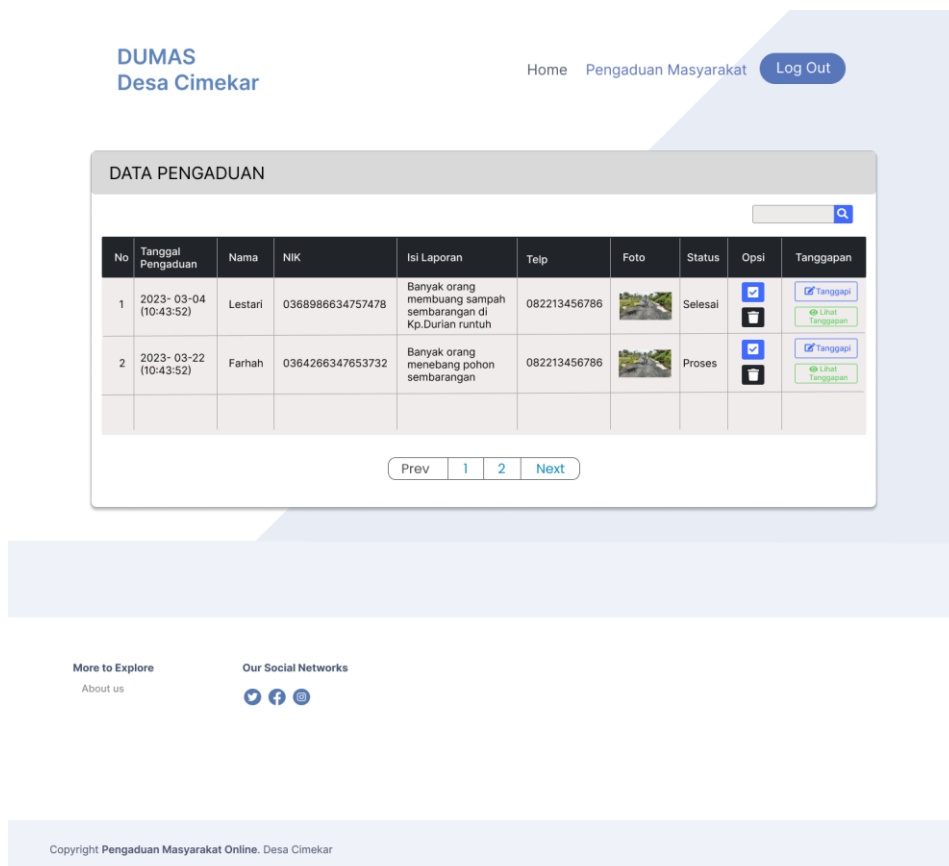 DUMAS
Desa Cimekar
Home Pengaduan Masyarakat Log Out
DATA PENGADUAN
No Tanggal Pengaduan Nama NIK Isi Laporan Telp Foto Status Opsi Tanggapan
1 2023- 03-04 (10:43:52) Lestari 0368986634757478 Banyak orang membuang sampah sembarangan di Kp.Durian runtuh 082213456786 Selesai Tanggapi Lihat Tanggapan
2 2023- 03-22 (10:43:52) Farhah 0364266347653732 Banyak orang menebang pohon sembarangan 082213456786 Proses Tanggapi Lihat Tanggapan
Prev 1 2 Next
More to Explore
About us
Our Social Networks
Copyright Pengaduan Masyarakat Online. Desa Cimekar